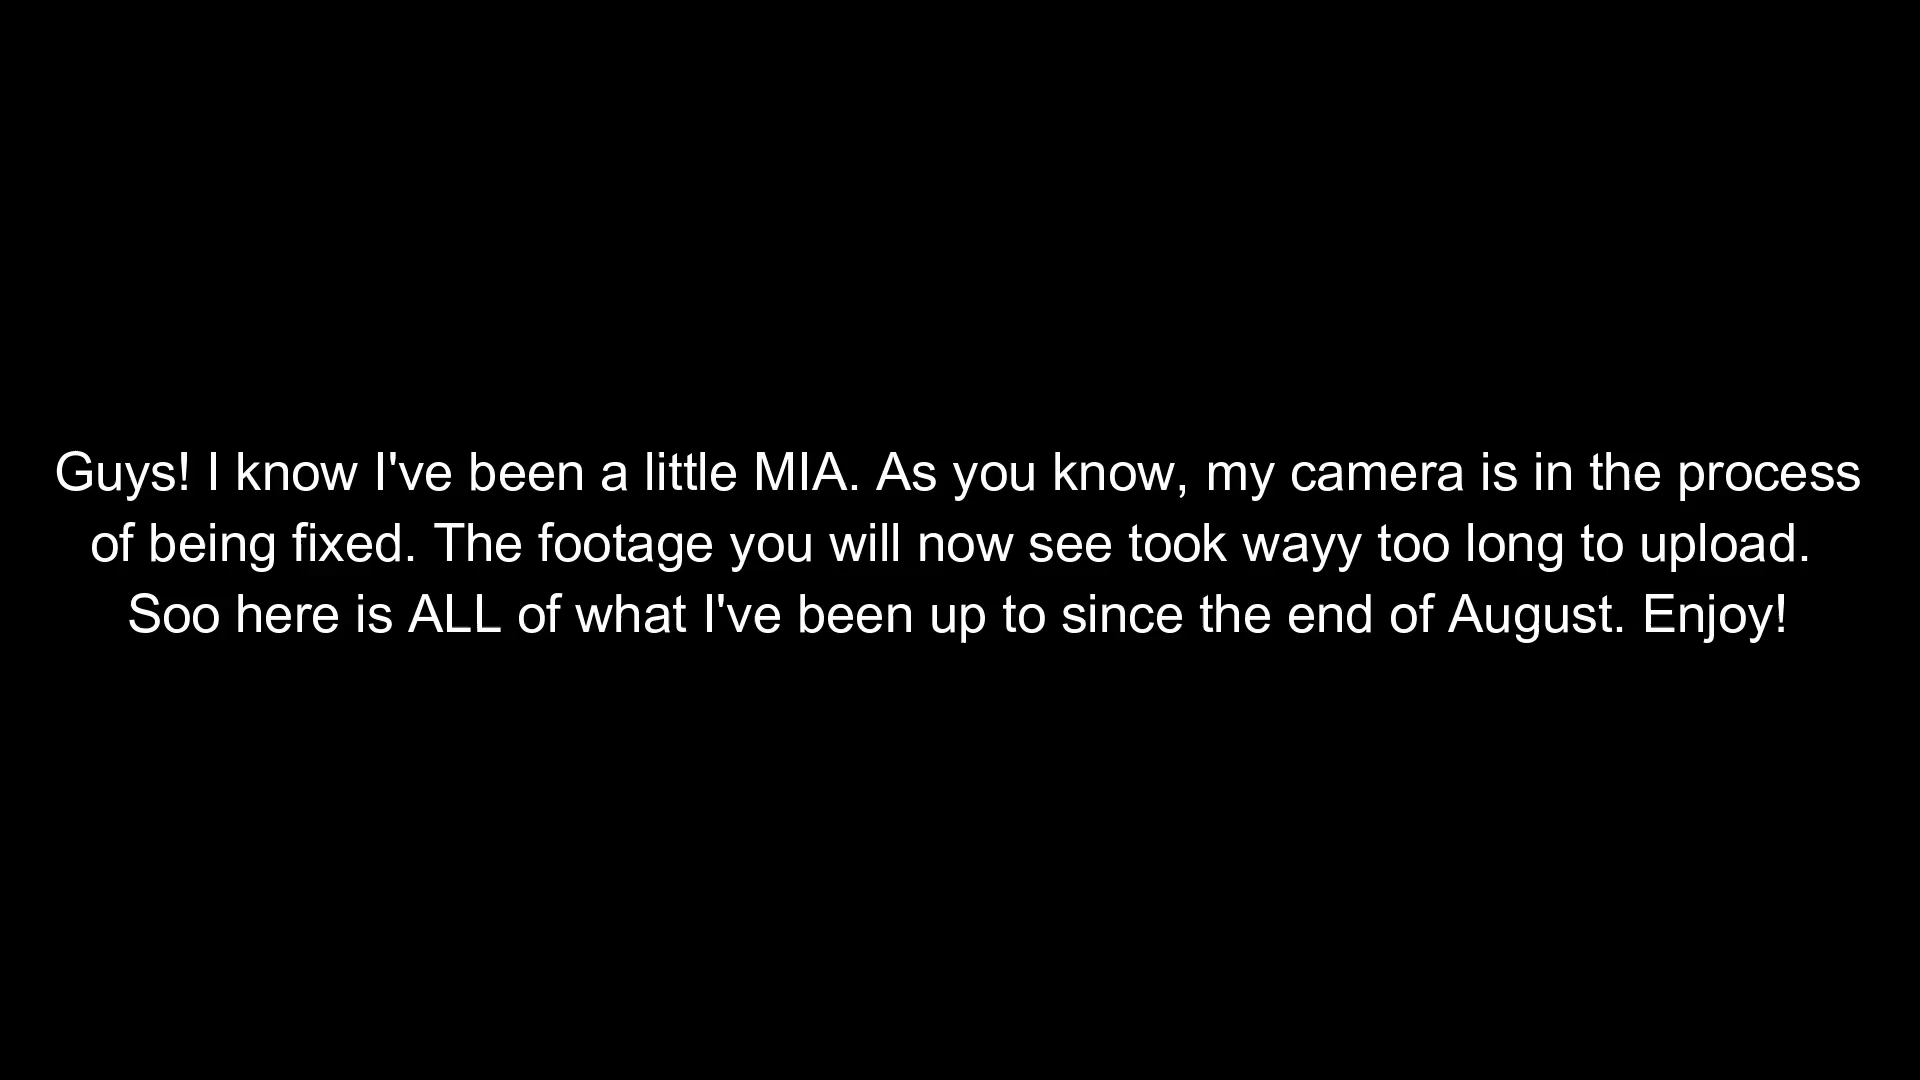 Guys! I know I've been a little MIA. As you know, my camera is in the process
of being fixed. The footage you will now see took wayy too long to upload.
Soo here is ALL of what I've been up to since the end of August. Enjoy!